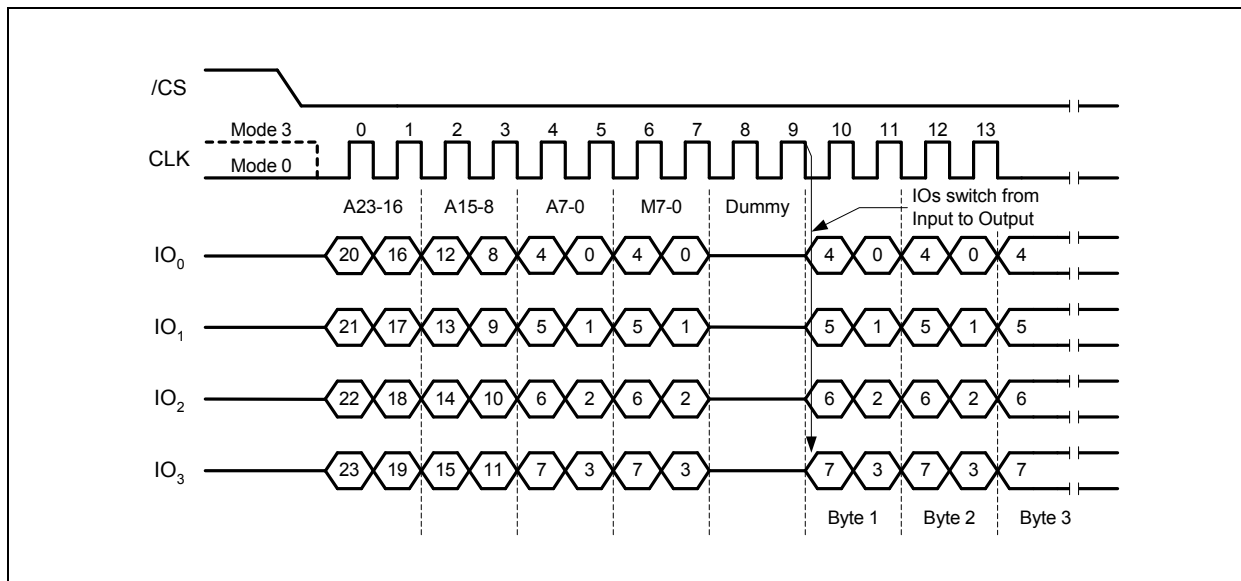 /CS
Mode 3 0 1 2 3 4 5 6 7 8 9 10 11 12 13
CLK
Mode 0
A23-16 A15-8 A7-0 M7-0 Dummy
IOs switch from
Input to Output
IO0 20 16 12 8 4 0 4 0 4 0 4 0 4
IO1 21 17 13 9 5 1 5 1 5 1 5 1 5
IO2 22 18 14 10 6 2 6 2 6 2 6 2 6
IO3 23 19 15 11 7 3 7 3 7 3 7 3 7
Byte 1 Byte 2 Byte 3